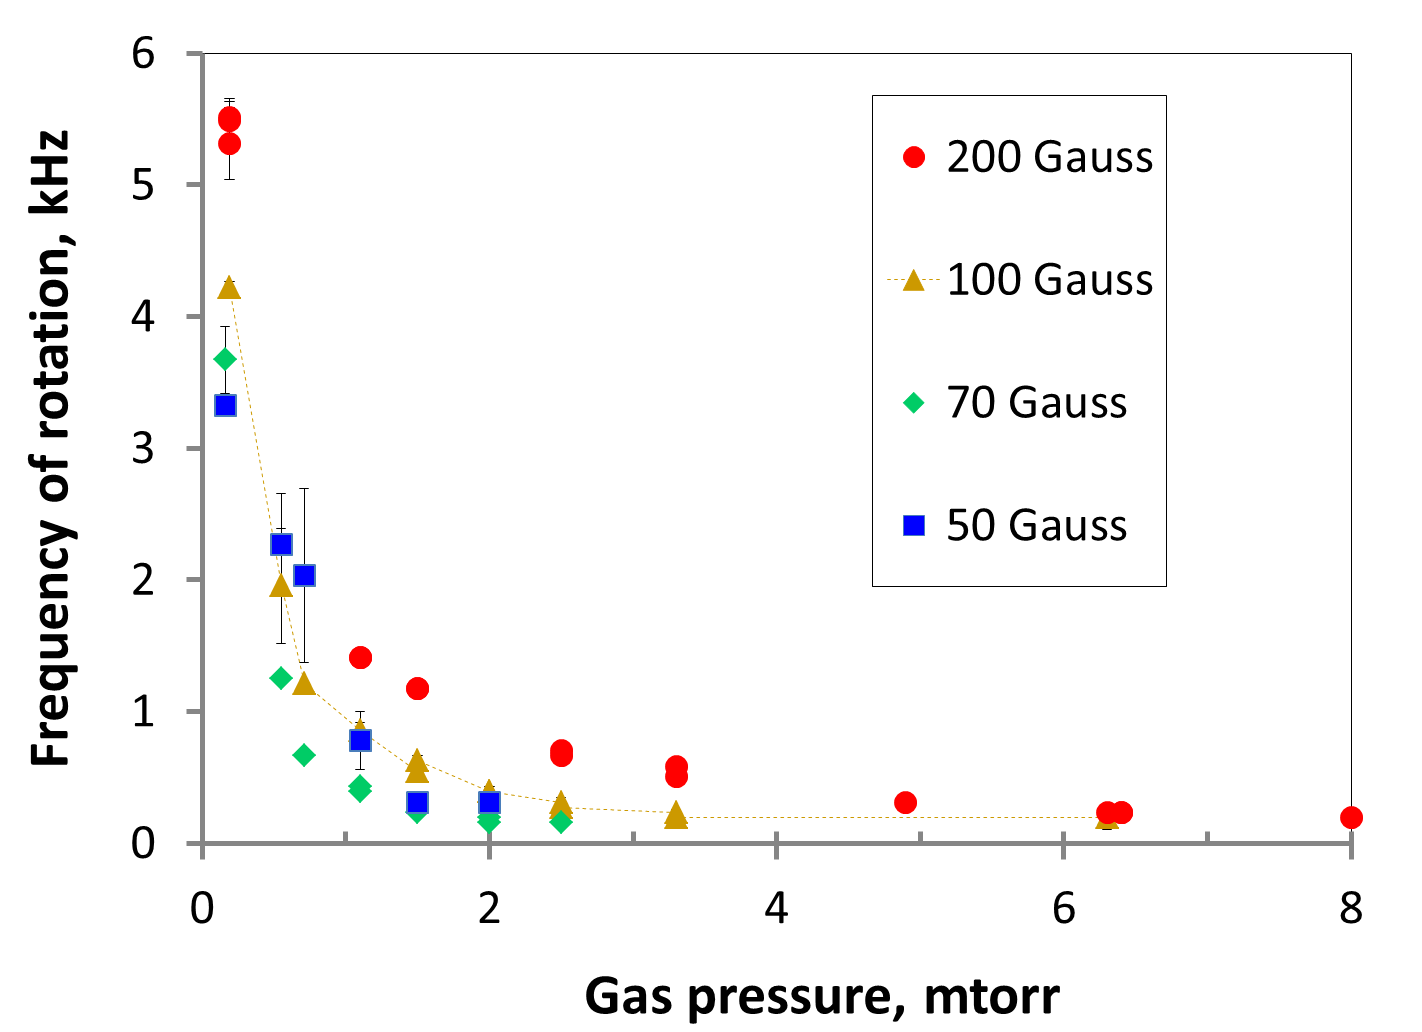 6
5
4
3
2
1
0
Frequency of rotation, kHz
200 Gauss
100 Gauss
70 Gauss
50 Gauss
0 2 4 6 8
Gas pressure, mtorr